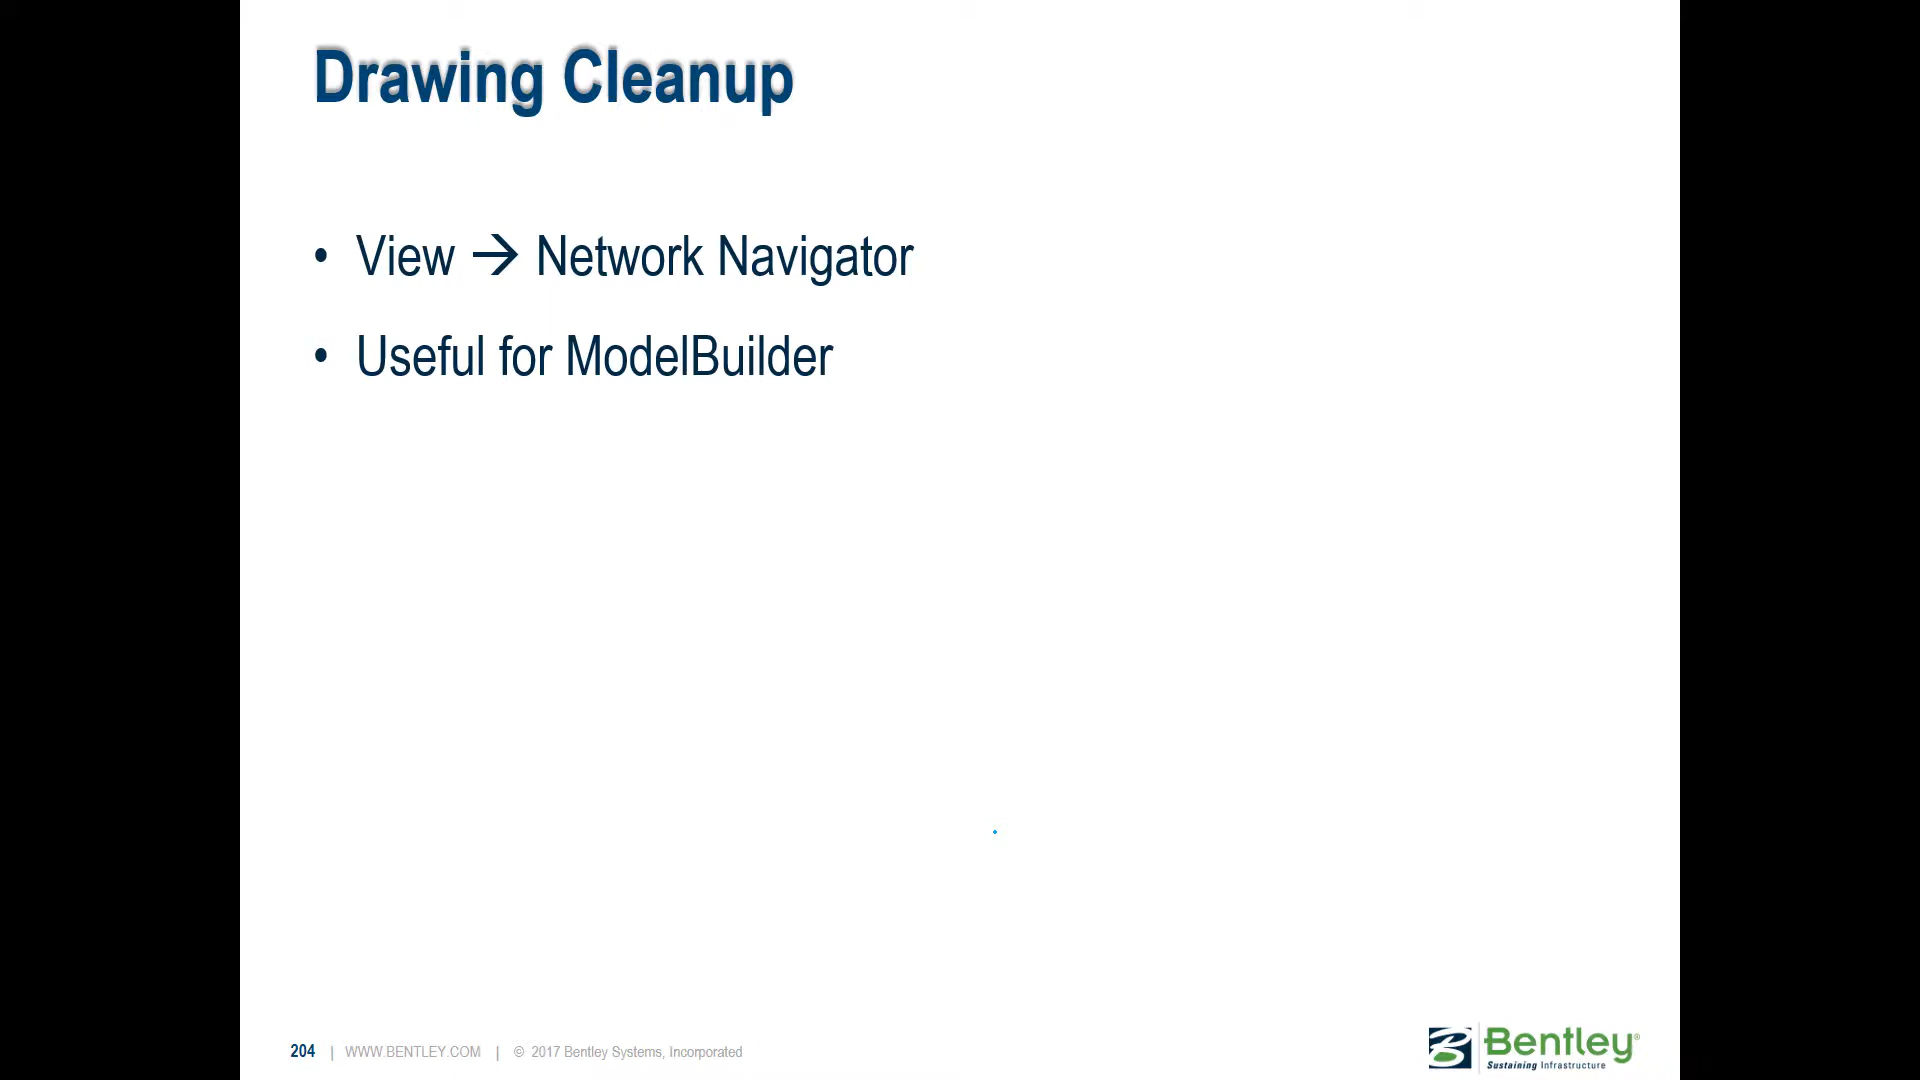 Drawing Cleanup
• View → Network Navigator
• Useful for ModelBuilder
204 | WWW.BENTLEY.COM | © 2017 Bentley Systems, Incorporated
Bentley®
Sustaining Infrastructure